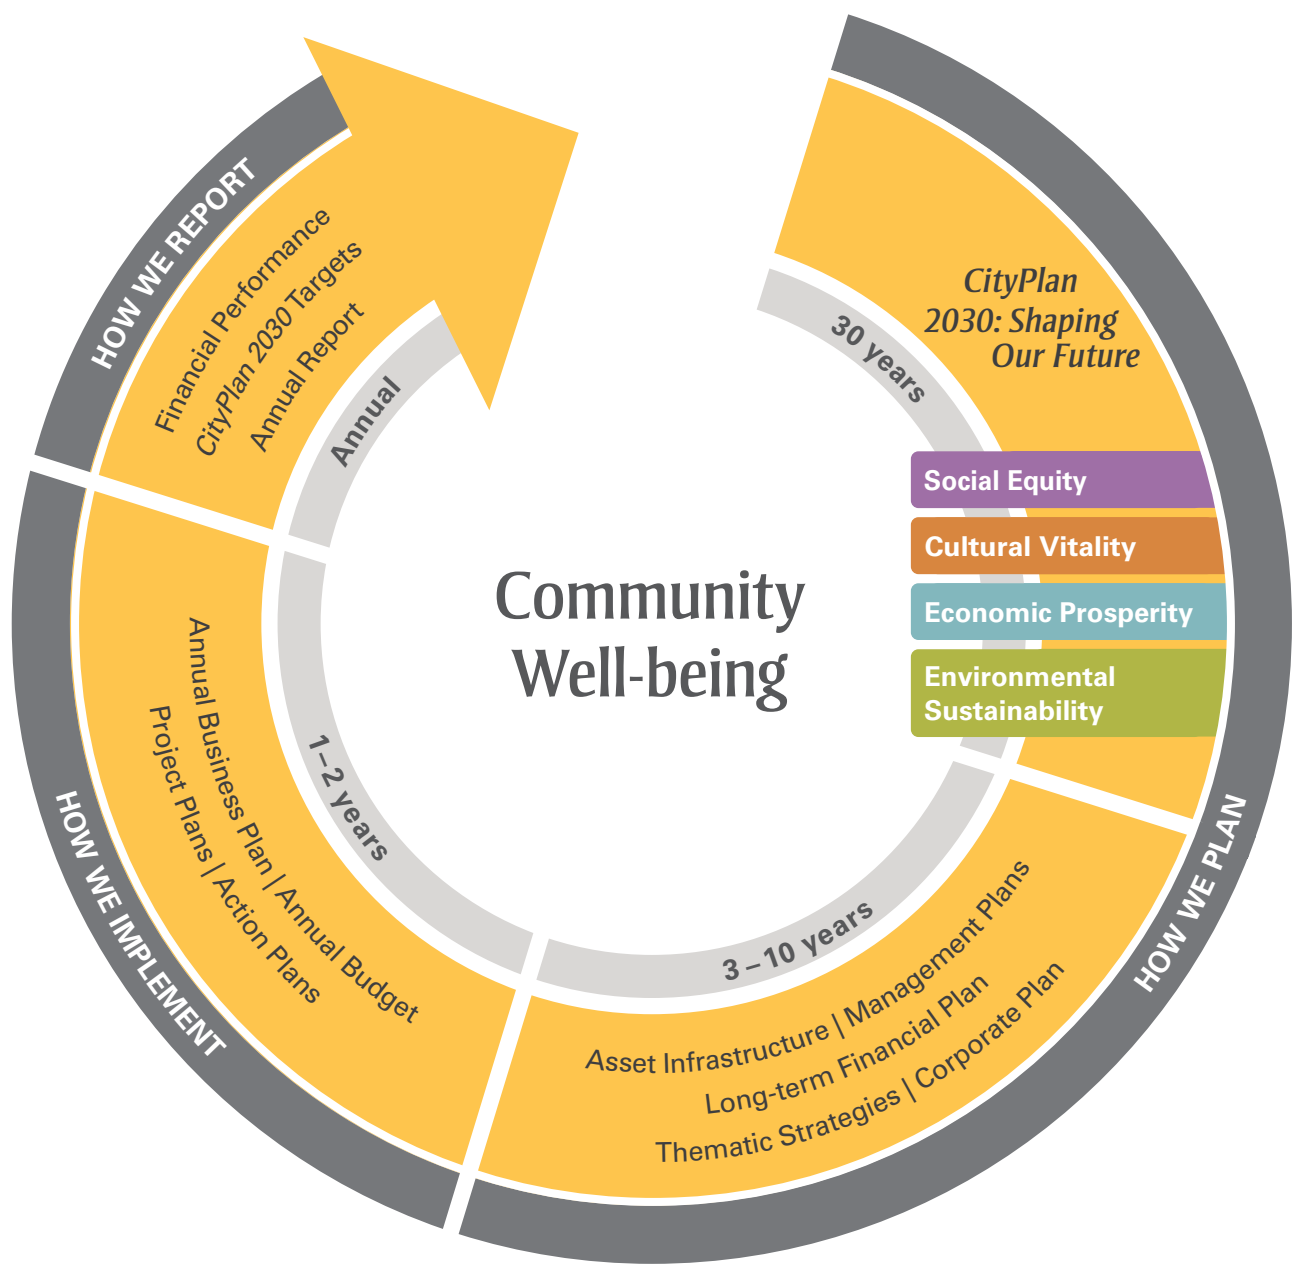 CityPlan
2030: Shaping
Our Future
30 years
Social Equity
Cultural Vitality
Economic Prosperity
Environmental
Sustainability
HOW WE PLAN
3–10 years
Asset Infrastructure | Management Plans
Long-term Financial Plan
Thematic Strategies | Corporate Plan
HOW WE IMPLEMENT
1–2 years
Annual Business Plan | Annual Budget
Project Plans | Action Plans
HOW WE REPORT
Financial Performance
CityPlan 2030 Targets
Annual Report
Annual
Community
Well-being